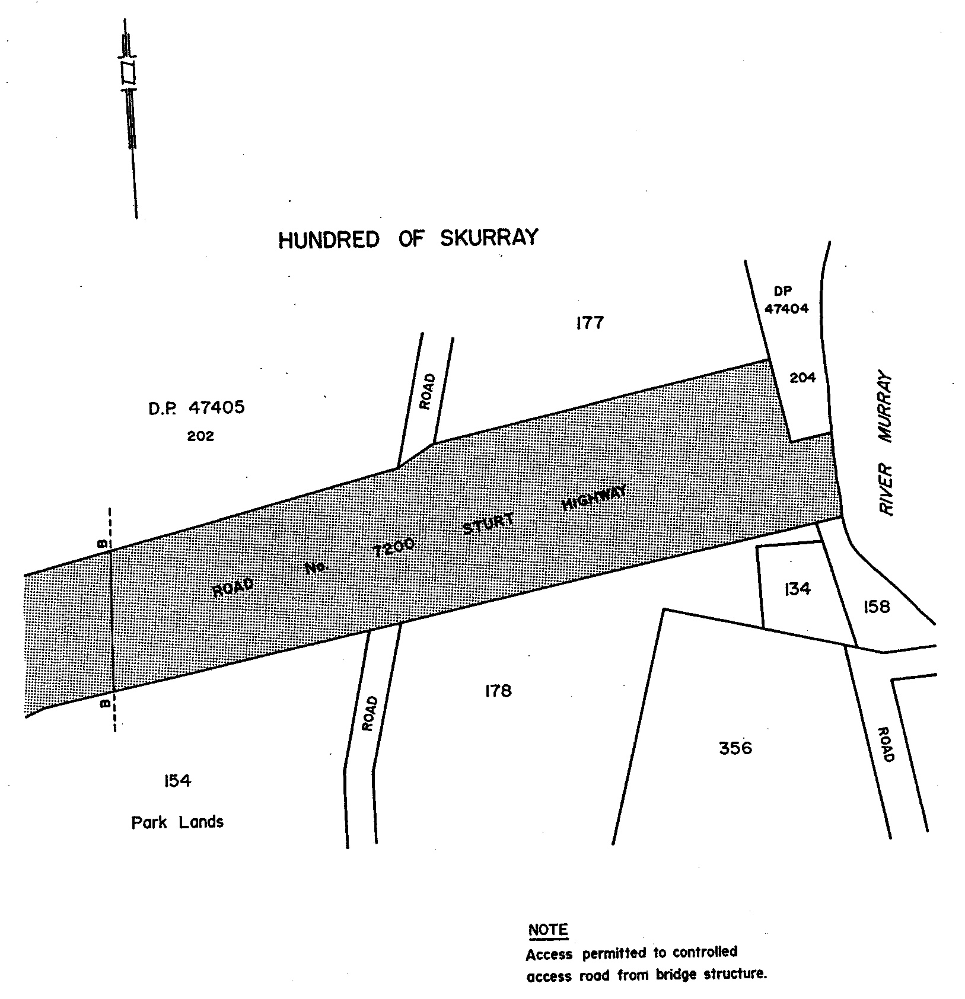 N
HUNDRED OF SKURRAY
DP
47404
177
204
ROAD
RIVER MURRAY
D.P. 47405
202
B
ROAD No. 7200 STURT HIGHWAY
134
158
B
178
ROAD
356
ROAD
154
Park Lands
NOTE
Access permitted to controlled
access road from bridge structure.